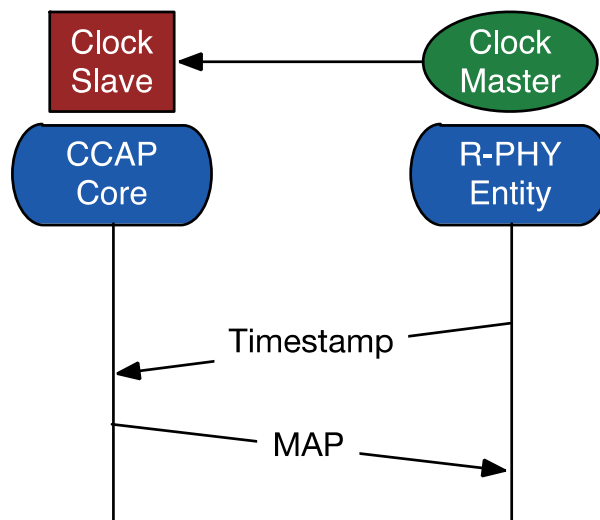 Clock
Slave
Clock
Master
CCAP
Core
R-PHY
Entity
Timestamp
MAP